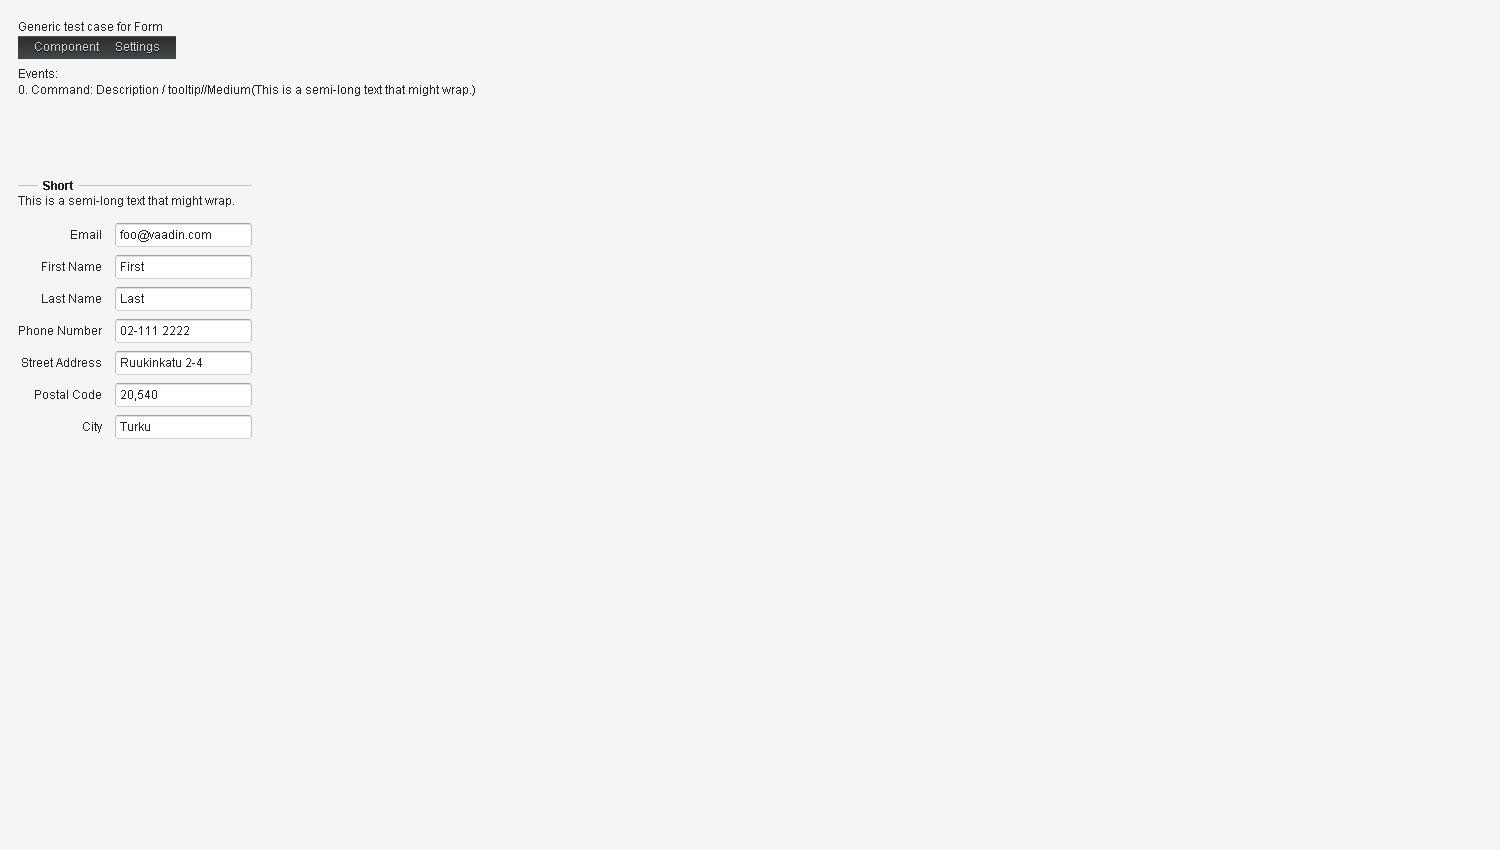 Generic test case for Form
Component Settings
Events:
0. Command: Description / tooltip//Medium(This is a semi-long text that might wrap.)
Short
This is a semi-long text that might wrap.
Email foo@vaadin.com
First Name First
Last Name Last
Phone Number 02-111 2222
Street Address Ruukinkatu 2-4
Postal Code 20,540
City Turku